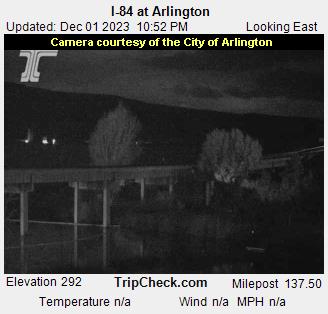 I-84 at Arlington
Updated: Dec 01 2023 10:52 PM Looking East
Camera courtesy of the City of Arlington
Elevation 292 TripCheck.com Milepost 137.50
Temperature n/a Wind n/a MPH n/a